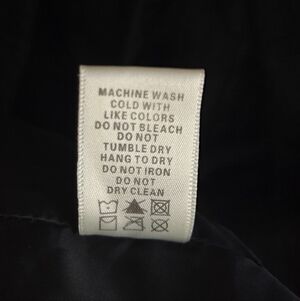 MACHINE WASH
COLD WITH
LIKE COLORS
DO NOT BLEACH
DO NOT
TUMBLE DRY
HANG TO DRY
DO NOT IRON
DO NOT
DRY CLEAN